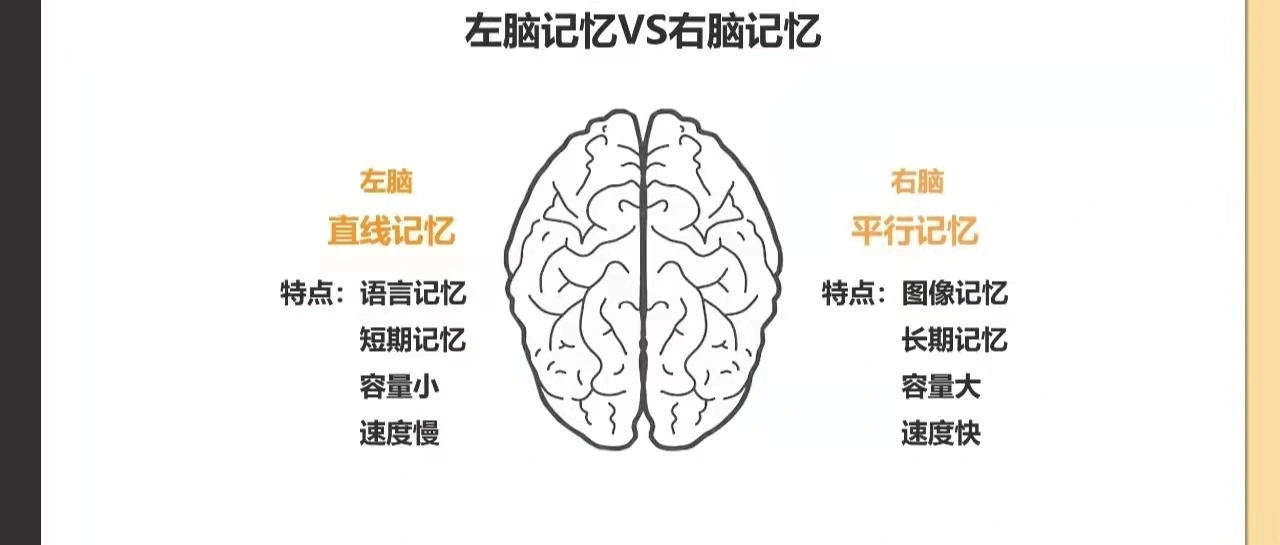 左脑记忆VS右脑记忆
左脑
直线记忆
特点：语言记忆
短期记忆
容量小
速度慢
右脑
平行记忆
特点：图像记忆
长期记忆
容量大
速度快